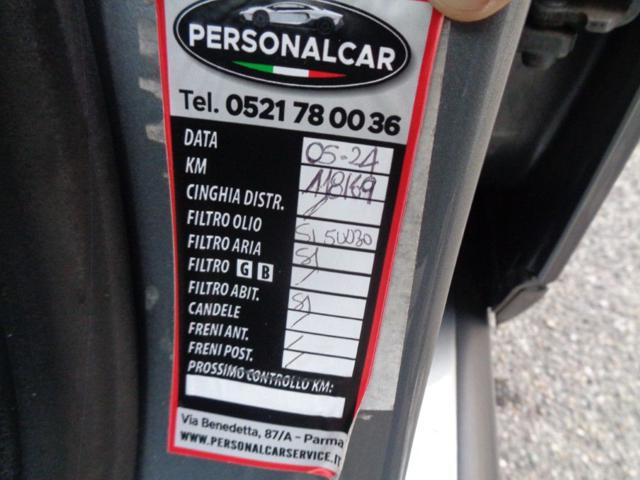 PERSONALCAR
Tel. 0521 78 00 36
DATA 05-24
KM 118169
CINGHIA DISTR. /
FILTRO OLIO SI 5W030
FILTRO ARIA SI
FILTRO G B /
FILTRO ABIT. SI
CANDELE /
FRENI ANT. /
FRENI POST. /
PROSSIMO CONTROLLO KM:
Via Benedetta, 87/A - Parma
WWW.PERSONALCARSERVICE.IT